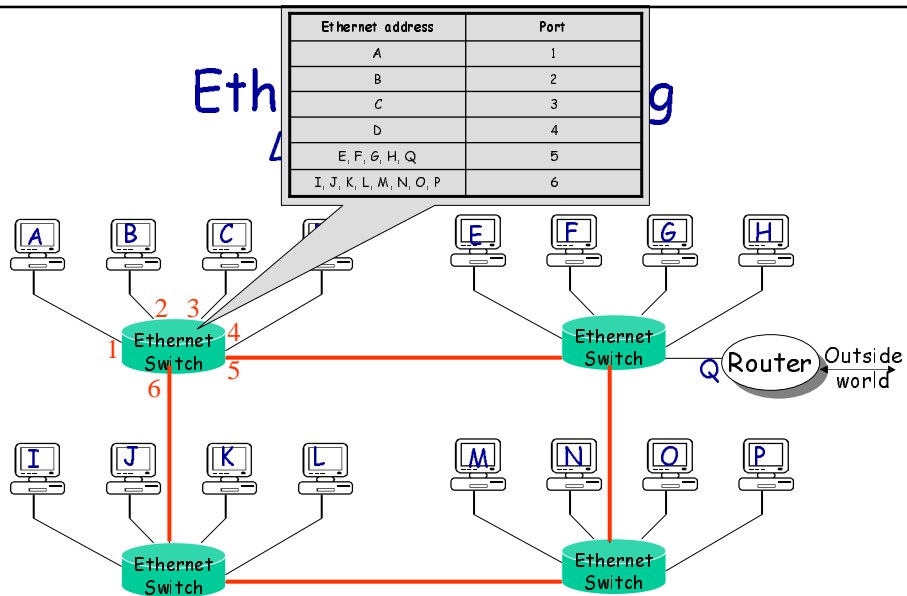 Ethernet address Port
A 1
B 2
C 3
D 4
E, F, G, H, Q 5
I, J, K, L, M, N, O, P 6
A B C E F G H
2 3
1 4
5
6
Ethernet
Switch
Ethernet
Switch
Q Router
Outside
world
I J K L M N O P
Ethernet
Switch
Ethernet
Switch